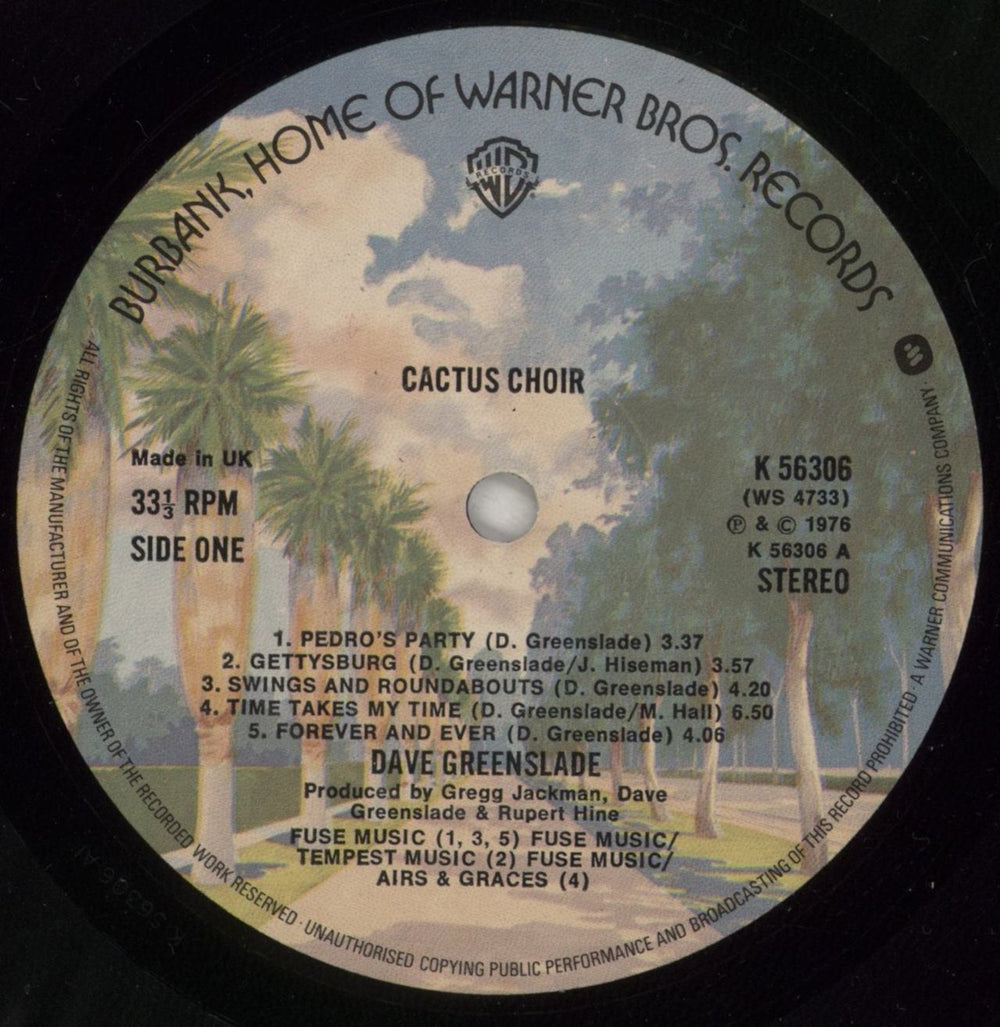 BURBANK, HOME OF WARNER BROS. RECORDS
RECORDS
CACTUS CHOIR
Made in UK
33⅓ RPM
SIDE ONE
K 56306
(WS 4733)
℗ & © 1976
K 56306 A
STEREO
1. PEDRO'S PARTY (D. Greenslade) 3.37
2. GETTYSBURG (D. Greenslade/J. Hiseman) 3.57
3. SWINGS AND ROUNDABOUTS (D. Greenslade) 4.20
4. TIME TAKES MY TIME (D. Greenslade/M. Hall) 6.50
5. FOREVER AND EVER (D. Greenslade) 4.06
DAVE GREENSLADE
Produced by Gregg Jackman, Dave
Greenslade & Rupert Hine
FUSE MUSIC (1, 3, 5) FUSE MUSIC/
TEMPEST MUSIC (2) FUSE MUSIC/
AIRS & GRACES (4)
ALL RIGHTS OF THE MANUFACTURER AND OF THE OWNER OF THE RECORDED WORK RESERVED · UNAUTHORISED COPYING PUBLIC PERFORMANCE AND BROADCASTING OF THIS RECORD PROHIBITED · A WARNER COMMUNICATIONS COMPANY